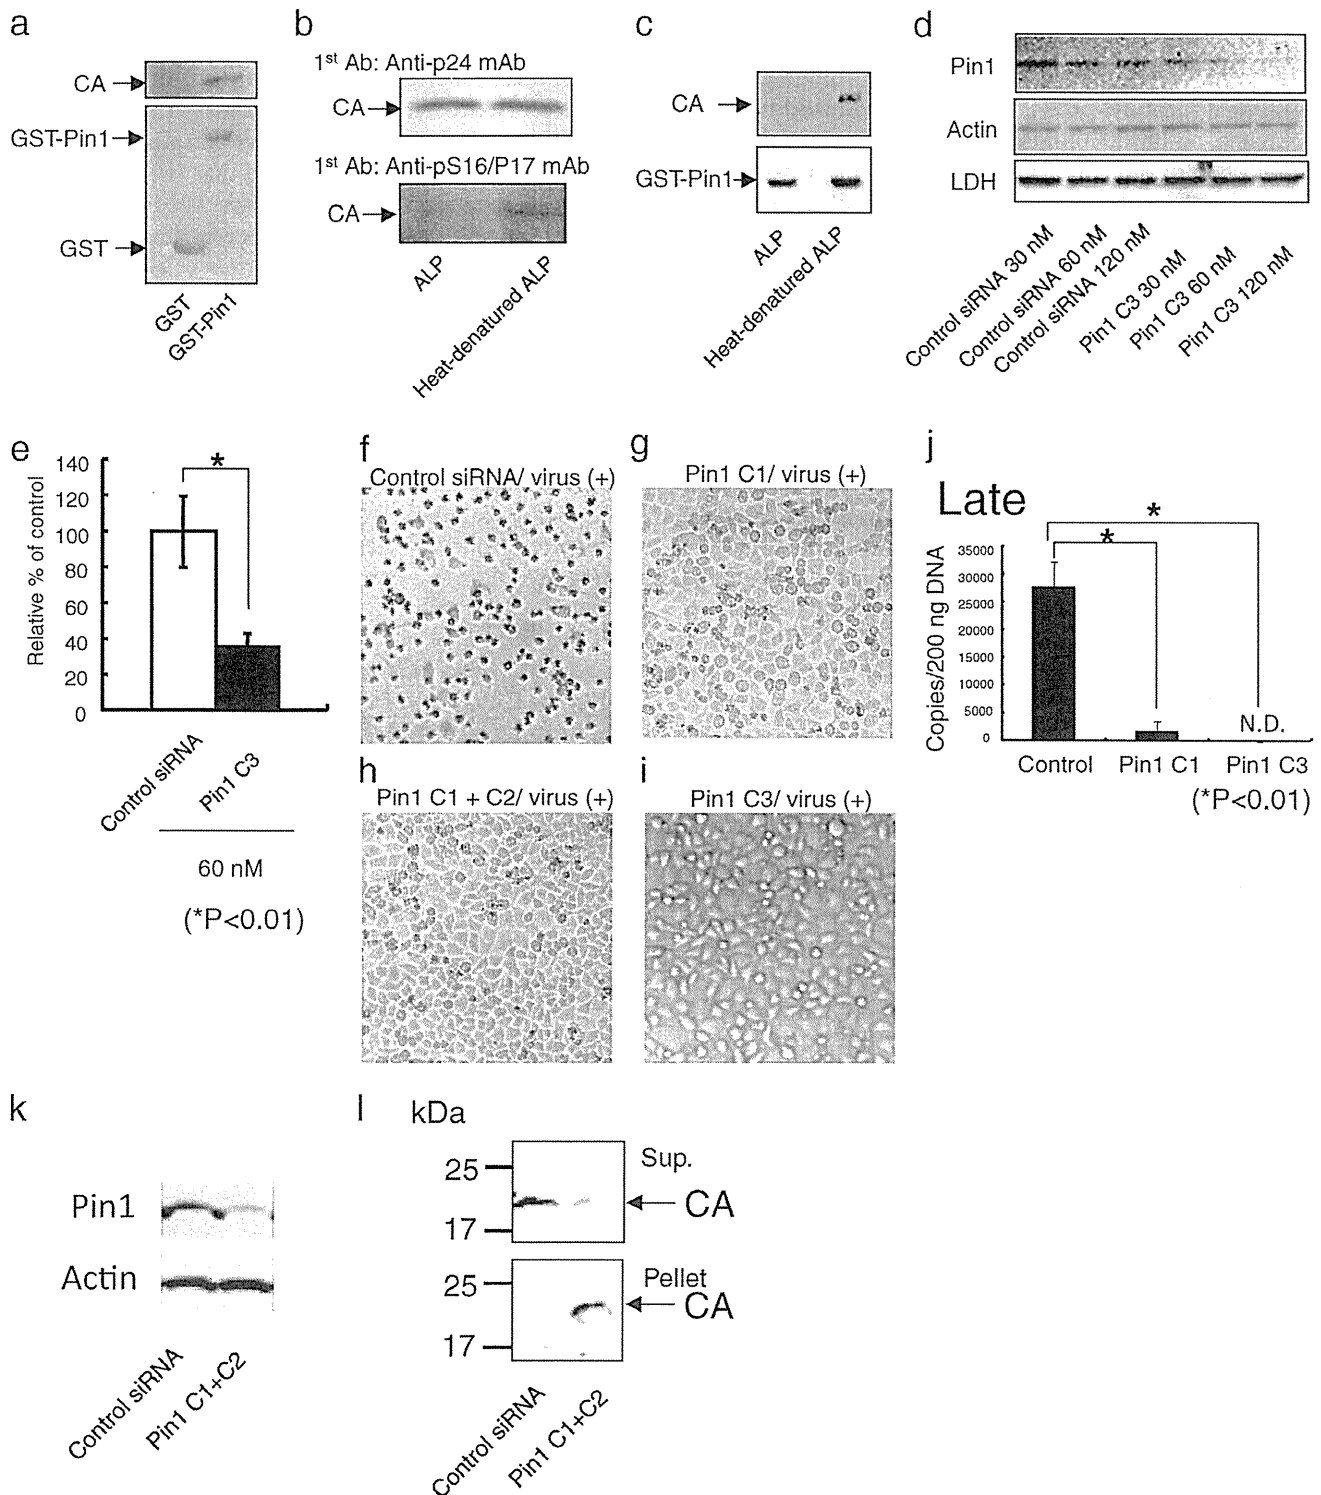 a
CA
GST-Pin1
GST
GST
GST-Pin1
b
1st Ab: Anti-p24 mAb
CA
1st Ab: Anti-pS16/P17 mAb
CA
ALP
Heat-denatured ALP
c
CA
GST-Pin1
ALP
Heat-denatured ALP
d
Pin1
Actin
LDH
Control siRNA 30 nM
Control siRNA 60 nM
Control siRNA 120 nM
Pin1 C3 30 nM
Pin1 C3 60 nM
Pin1 C3 120 nM
e
Relative % of control
140
120
100
80
60
40
20
0
*
Control siRNA
Pin1 C3
60 nM
(*P<0.01)
f
Control siRNA/ virus (+)
g
Pin1 C1/ virus (+)
h
Pin1 C1 + C2/ virus (+)
i
Pin1 C3/ virus (+)
j
Late
Copies/200 ng DNA
35000
30000
25000
20000
15000
10000
5000
0
*
*
N.D.
Control Pin1 C1 Pin1 C3
(*P<0.01)
k
Pin1
Actin
Control siRNA
Pin1 C1+C2
l
kDa
25
17
Sup.
CA
25
17
Pellet
CA
Control siRNA
Pin1 C1+C2